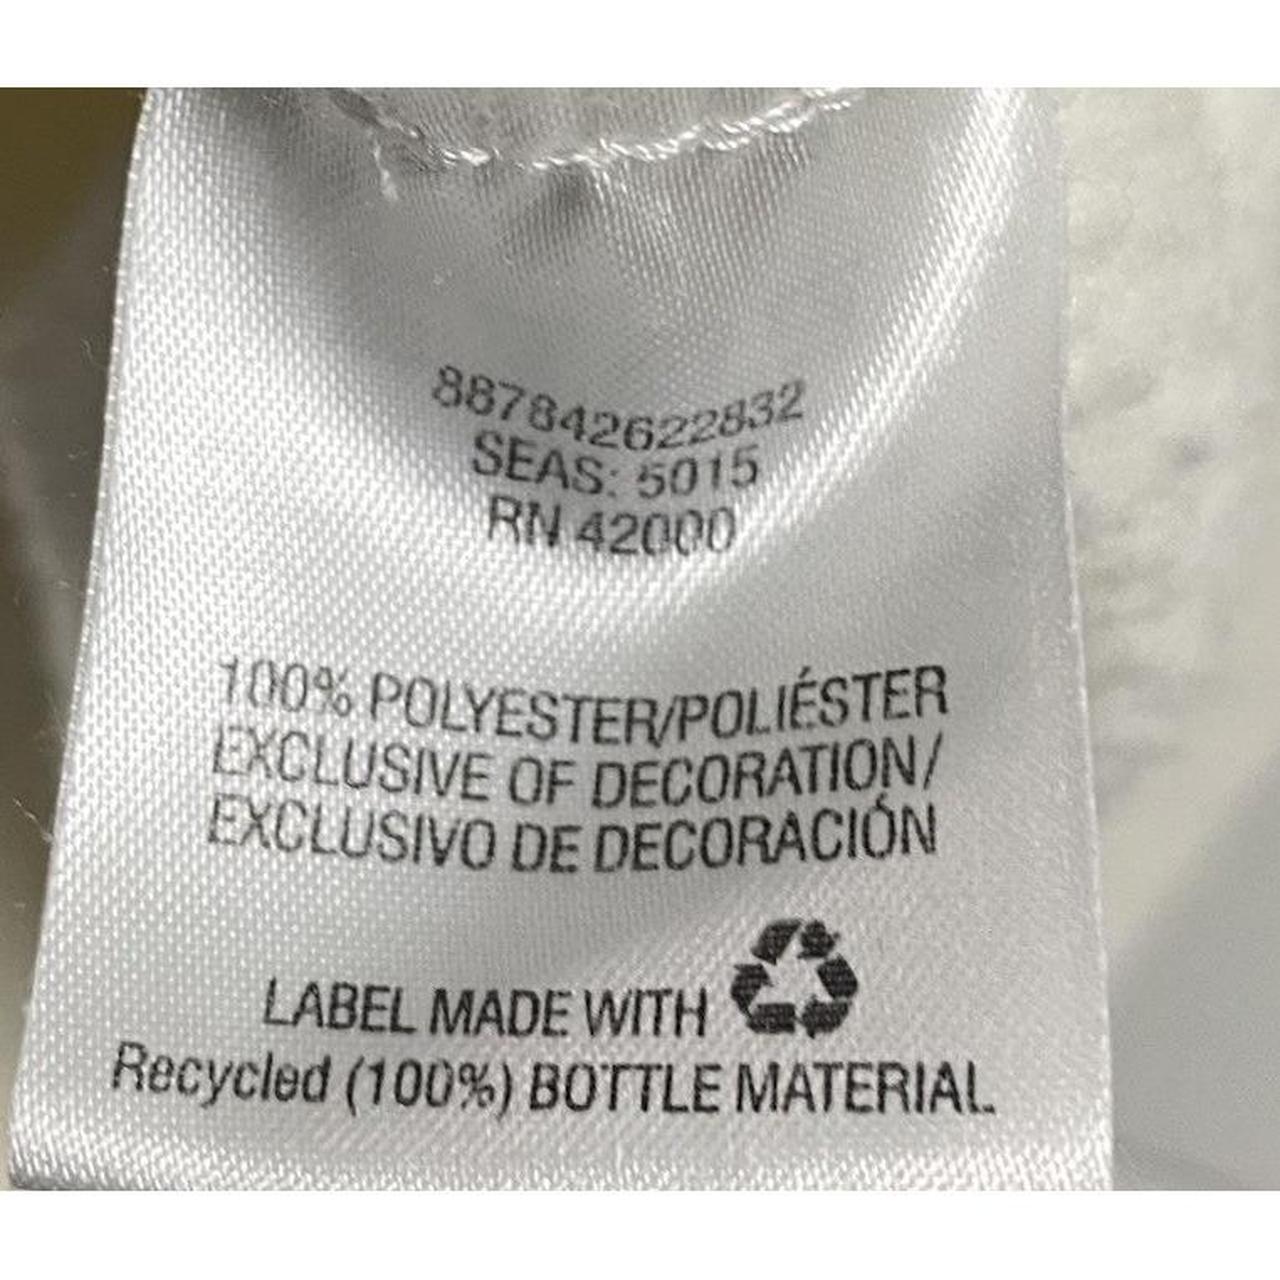 887842622832
SEAS: 5015
RN 42000
100% POLYESTER/POLIÉSTER
EXCLUSIVE OF DECORATION/
EXCLUSIVO DE DECORACIÓN
LABEL MADE WITH
Recycled (100%) BOTTLE MATERIAL.